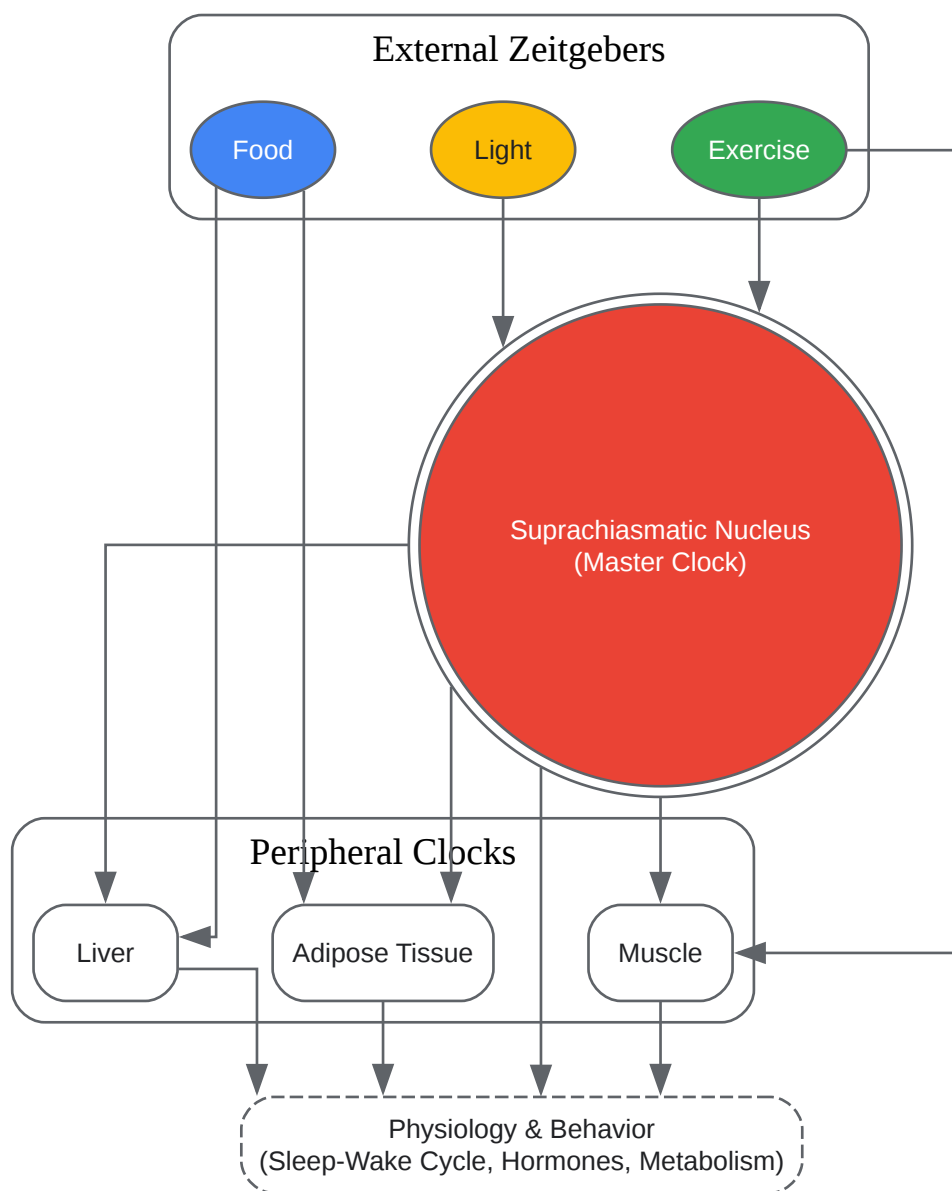 External Zeitgebers
Food
Light
Exercise
Suprachiasmatic Nucleus
(Master Clock)
Peripheral Clocks
Liver
Adipose Tissue
Muscle
Physiology & Behavior
(Sleep-Wake Cycle, Hormones, Metabolism)